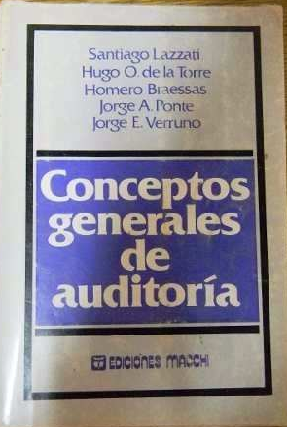 Santiago Lazzati
Hugo O. de la Torre
Homero Braessas
Jorge A. Ponte
Jorge E. Verruno
Conceptos
generales
de
auditoría
EDICIONES MACCHI